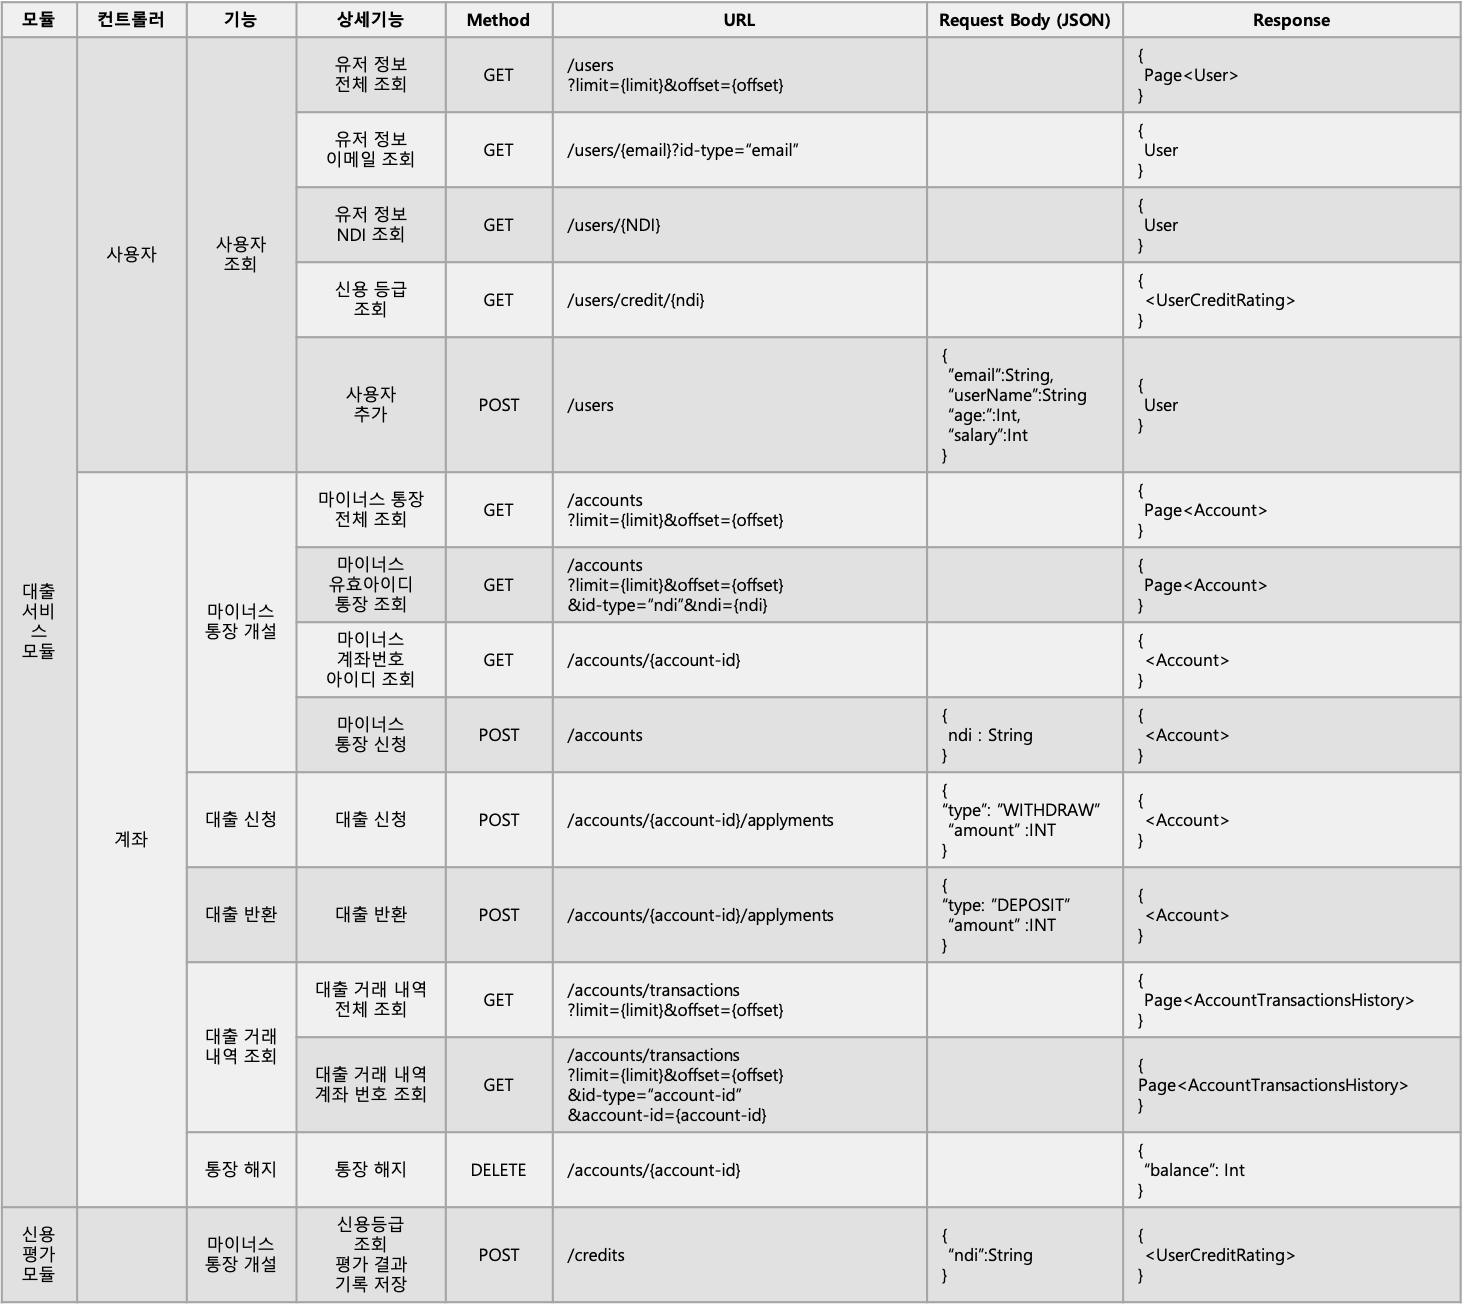 모듈
컨트롤러
기능
상세기능
Method
URL
Request Body (JSON)
Response
대출
서비
스
모듈
사용자
사용자
조회
유저 정보
전체 조회
GET
/users
?limit={limit}&offset={offset}
{
Page<User>
}
유저 정보
이메일 조회
GET
/users/{email}?id-type=“email”
{
User
}
유저 정보
NDI 조회
GET
/users/{NDI}
{
User
}
신용 등급
조회
GET
/users/credit/{ndi}
{
<UserCreditRating>
}
사용자
추가
POST
/users
{
“email”:String,
“userName”:String
“age:”:Int,
“salary”:Int
}
{
User
}
계좌
마이너스
통장 개설
마이너스 통장
전체 조회
GET
/accounts
?limit={limit}&offset={offset}
{
Page<Account>
}
마이너스
유효아이디
통장 조회
GET
/accounts
?limit={limit}&offset={offset}
&id-type=“ndi”&ndi={ndi}
{
Page<Account>
}
마이너스
계좌번호
아이디 조회
GET
/accounts/{account-id}
{
<Account>
}
마이너스
통장 신청
POST
/accounts
{
ndi : String
}
{
<Account>
}
대출 신청
대출 신청
POST
/accounts/{account-id}/applyments
{
“type”: ”WITHDRAW”
“amount” :INT
}
{
<Account>
}
대출 반환
대출 반환
POST
/accounts/{account-id}/applyments
{
“type: ”DEPOSIT”
“amount” :INT
}
{
<Account>
}
대출 거래
내역 조회
대출 거래 내역
전체 조회
GET
/accounts/transactions
?limit={limit}&offset={offset}
{
Page<AccountTransactionsHistory>
}
대출 거래 내역
계좌 번호 조회
GET
/accounts/transactions
?limit={limit}&offset={offset}
&id-type=“account-id”
&account-id={account-id}
{
Page<AccountTransactionsHistory>
}
통장 해지
통장 해지
DELETE
/accounts/{account-id}
{
“balance”: Int
}
신용
평가
모듈
마이너스
통장 개설
신용등급
조회
평가 결과
기록 저장
POST
/credits
{
“ndi”:String
}
{
<UserCreditRating>
}